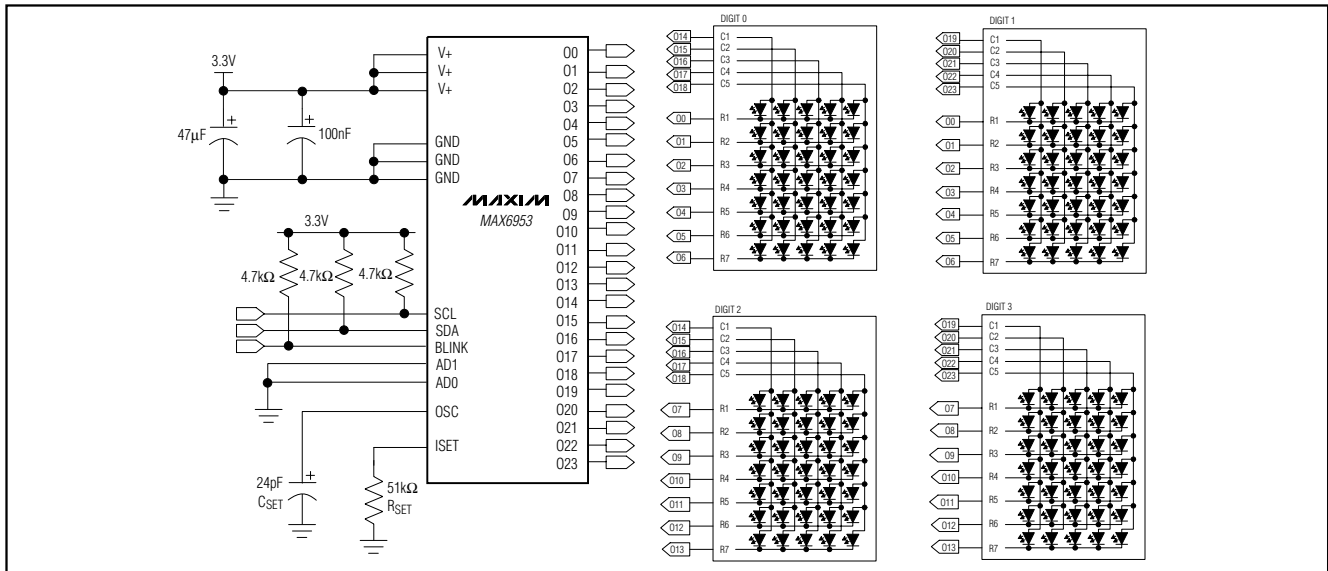 3.3V
47µF
100nF
V+
V+
V+
GND
GND
GND
MAXIM
MAX6953
3.3V
4.7kΩ
4.7kΩ
4.7kΩ
SCL
SDA
BLINK
AD1
AD0
OSC
ISET
24pF
CSET
51kΩ
RSET
O0
O1
O2
O3
O4
O5
O6
O7
O8
O9
O10
O11
O12
O13
O14
O15
O16
O17
O18
O19
O20
O21
O22
O23
DIGIT 0
O14 C1
O15 C2
O16 C3
O17 C4
O18 C5
O0 R1
O1 R2
O2 R3
O3 R4
O4 R5
O5 R6
O6 R7
DIGIT 1
O19 C1
O20 C2
O21 C3
O22 C4
O23 C5
O0 R1
O1 R2
O2 R3
O3 R4
O4 R5
O5 R6
O6 R7
DIGIT 2
O14 C1
O15 C2
O16 C3
O17 C4
O18 C5
O7 R1
O8 R2
O9 R3
O10 R4
O11 R5
O12 R6
O13 R7
DIGIT 3
O19 C1
O20 C2
O21 C3
O22 C4
O23 C5
O7 R1
O8 R2
O9 R3
O10 R4
O11 R5
O12 R6
O13 R7